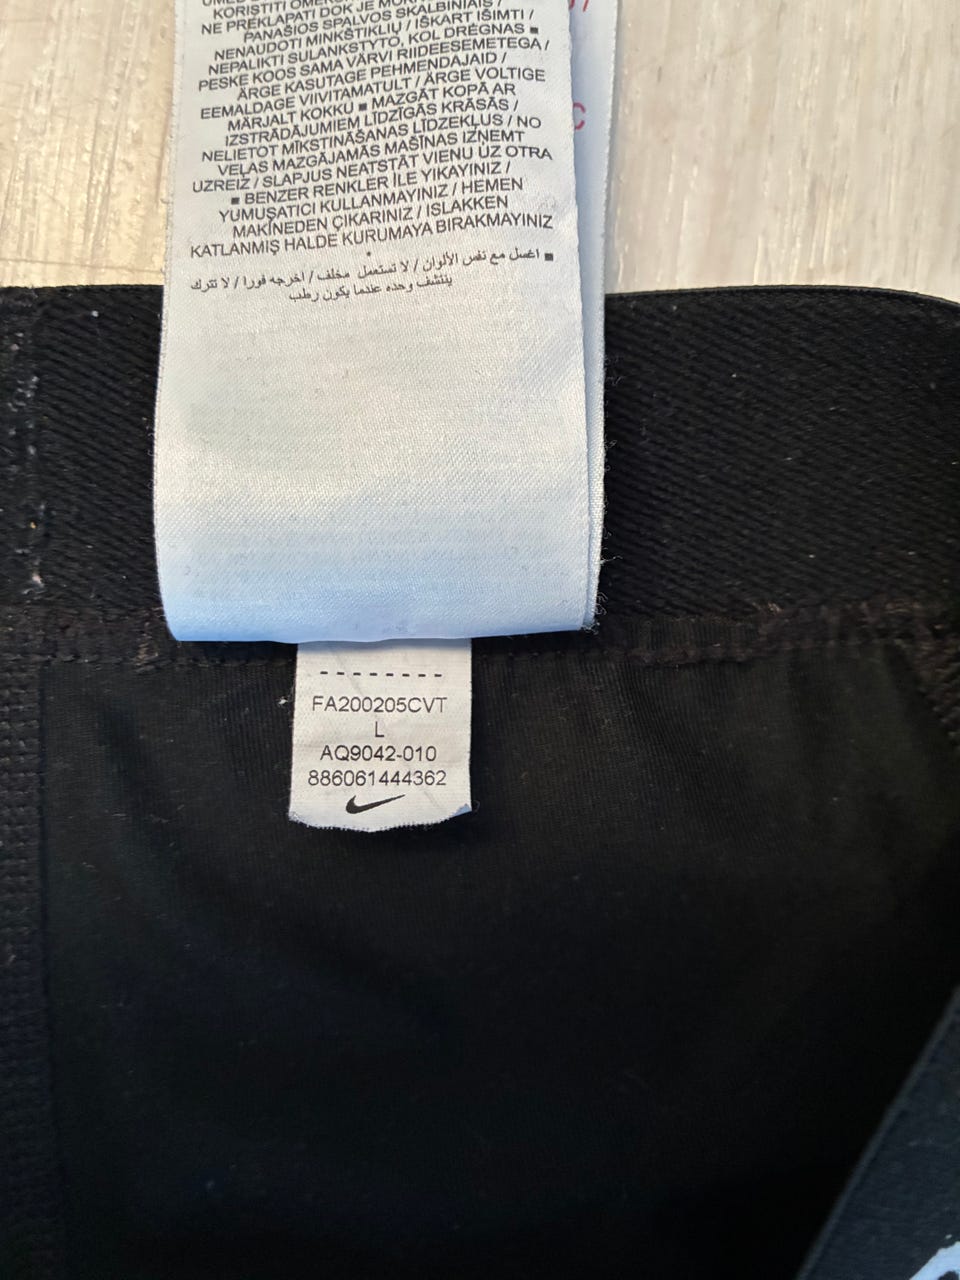 KORISTITI
NE PREKLAPATI DOK JE
PANAŠIOS SPALVOS SKALBINIAIS /
NENAUDOTI MINKŠTIKLIŲ / IŠKART IŠIMTI /
NEPALIKTI SULANKSTYTO, KOL DRĖGNAS ■
PESKE KOOS SAMA VÄRVI RIIDEESEMETEGA /
ÄRGE KASUTAGE PEHMENDAJAID /
EEMALDAGE VIIVITAMATULT / ÄRGE VOLTIGE
MÄRJALT KOKKU ■ MAZGĀT KOPĀ AR
IZSTRĀDĀJUMIEM LĪDZĪGĀS KRĀSĀS /
NELIETOT MĪKSTINĀŠANAS LĪDZEKĻUS / NO
VEĻAS MAZGĀJAMĀS MAŠĪNAS IZŅEMT
UZREIZ / SLAPJUS NEATSTĀT VIENU UZ OTRA
■ BENZER RENKLER İLE YIKAYINIZ /
YUMUŞATICI KULLANMAYINIZ / HEMEN
MAKİNEDEN ÇIKARINIZ / ISLAKKEN
KATLANMIŞ HALDE KURUMAYA BIRAKMAYINIZ
■ اغسل مع نفس الألوان / لا تستعمل مخلف / اخرجه فورا / لا تترك
ينتشف وحده عندما يكون رطب
C
FA200205CVT
L
AQ9042-010
886061444362